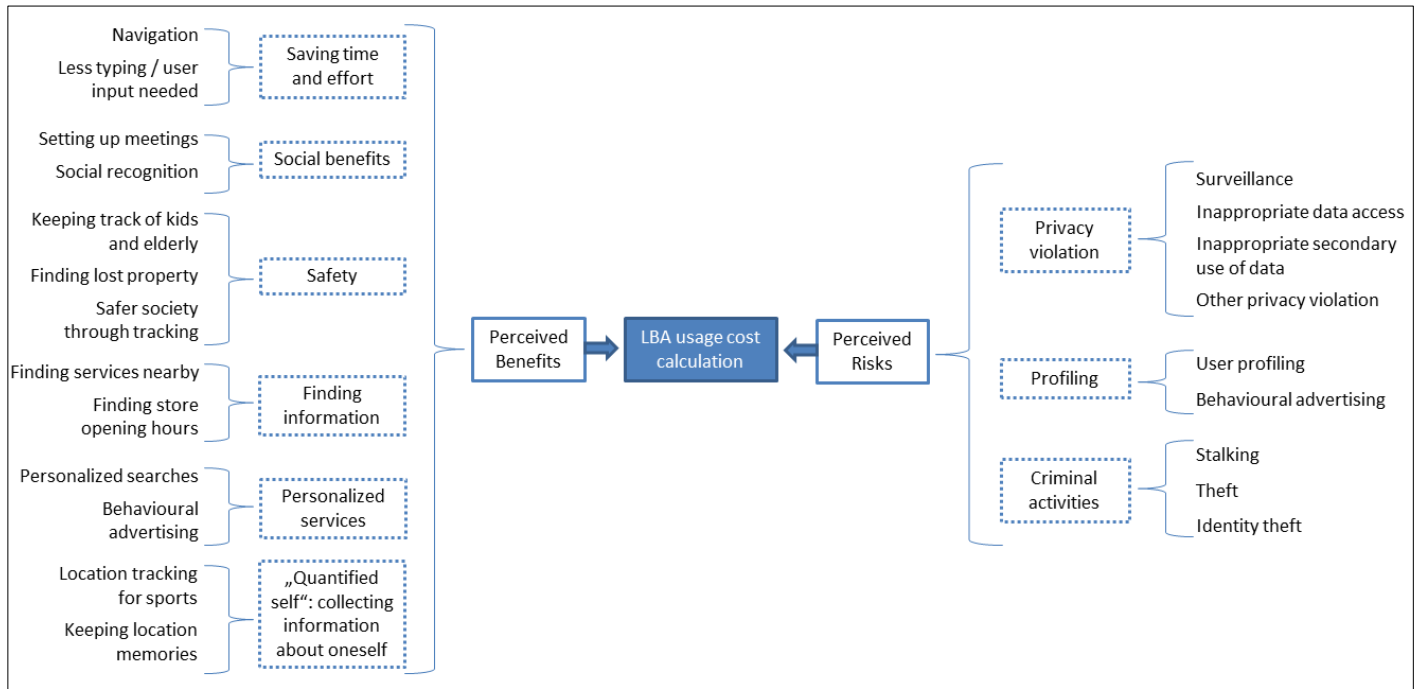 Navigation
Less typing / user
input needed
Saving time
and effort
Setting up meetings
Social recognition
Social benefits
Keeping track of kids
and elderly
Finding lost property
Safer society
through tracking
Safety
Finding services nearby
Finding store
opening hours
Finding
information
Personalized searches
Behavioural
advertising
Personalized
services
Location tracking
for sports
Keeping location
memories
„Quantified
self“: collecting
information
about oneself
Perceived
Benefits
LBA usage cost
calculation
Perceived
Risks
Privacy
violation
Surveillance
Inappropriate data access
Inappropriate secondary
use of data
Other privacy violation
Profiling
User profiling
Behavioural advertising
Criminal
activities
Stalking
Theft
Identity theft